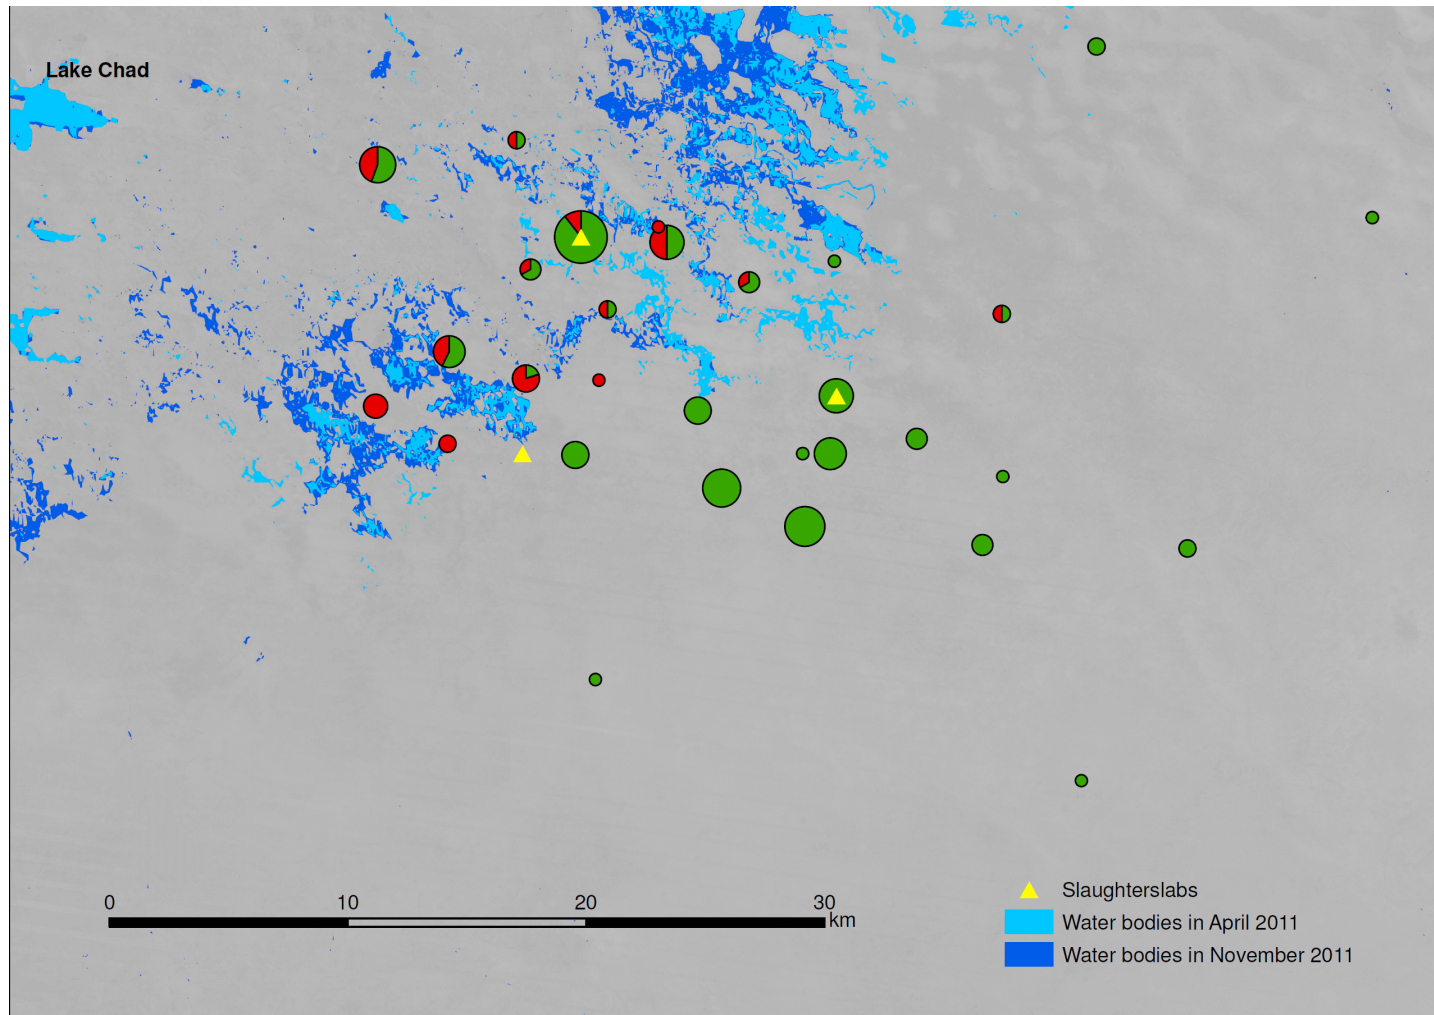 Lake Chad
0 10 20 30
km
Slaughterslabs
Water bodies in April 2011
Water bodies in November 2011